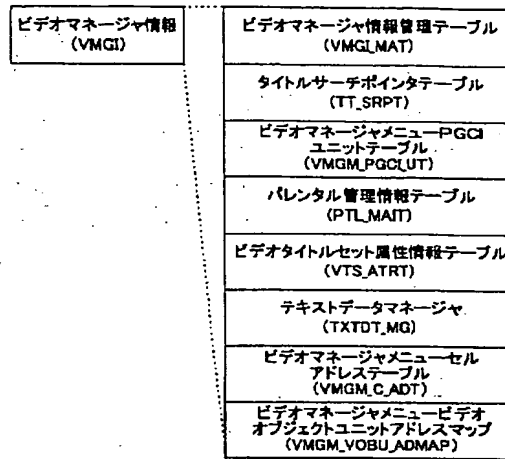 ビデオマネージャ情報
(VMGI)
ビデオマネージャ情報管理テーブル
(VMGI_MAT)
タイトルサーチポインタテーブル
(TT_SRPT)
ビデオマネージャメニューPGCI
ユニットテーブル
(VMGM_PGCI_UT)
パレンタル管理情報テーブル
(PTL_MAIT)
ビデオタイトルセット属性情報テーブル
(VTS_ATRT)
テキストデータマネージャ
(TXTDT_MG)
ビデオマネージャメニューセル
アドレステーブル
(VMGM_C_ADT)
ビデオマネージャメニュービデオ
オブジェクトユニットアドレスマップ
(VMGM_VOBU_ADMAP)